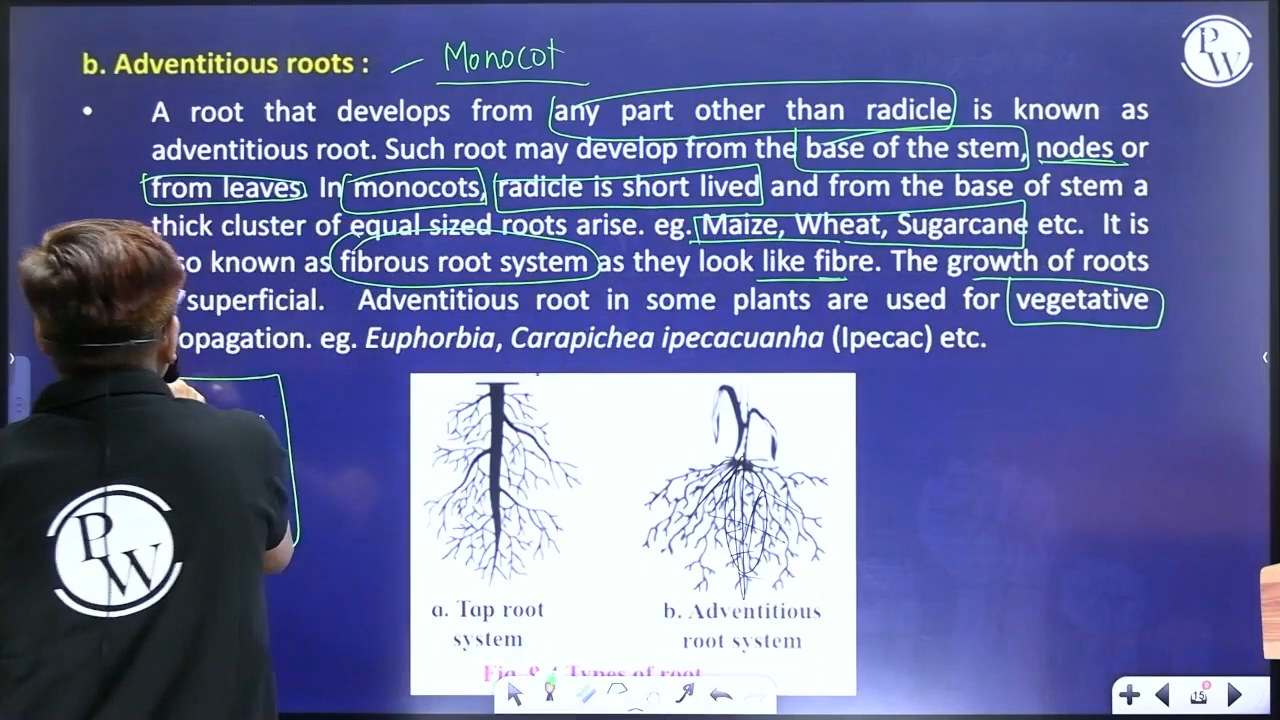 b. Adventitious roots : – Monocot
PW
• A root that develops from any part other than radicle is known as
adventitious root. Such root may develop from the base of the stem, nodes or
from leaves. In monocots, radicle is short lived and from the base of stem a
thick cluster of equal sized roots arise. eg. Maize, Wheat, Sugarcane etc. It is
so known as fibrous root system as they look like fibre. The growth of roots
superficial. Adventitious root in some plants are used for vegetative
opagation. eg. Euphorbia, Carapichea ipecacuanha (Ipecac) etc.
PW
a. Tap root
system
b. Adventitious
root system
Types of root
15